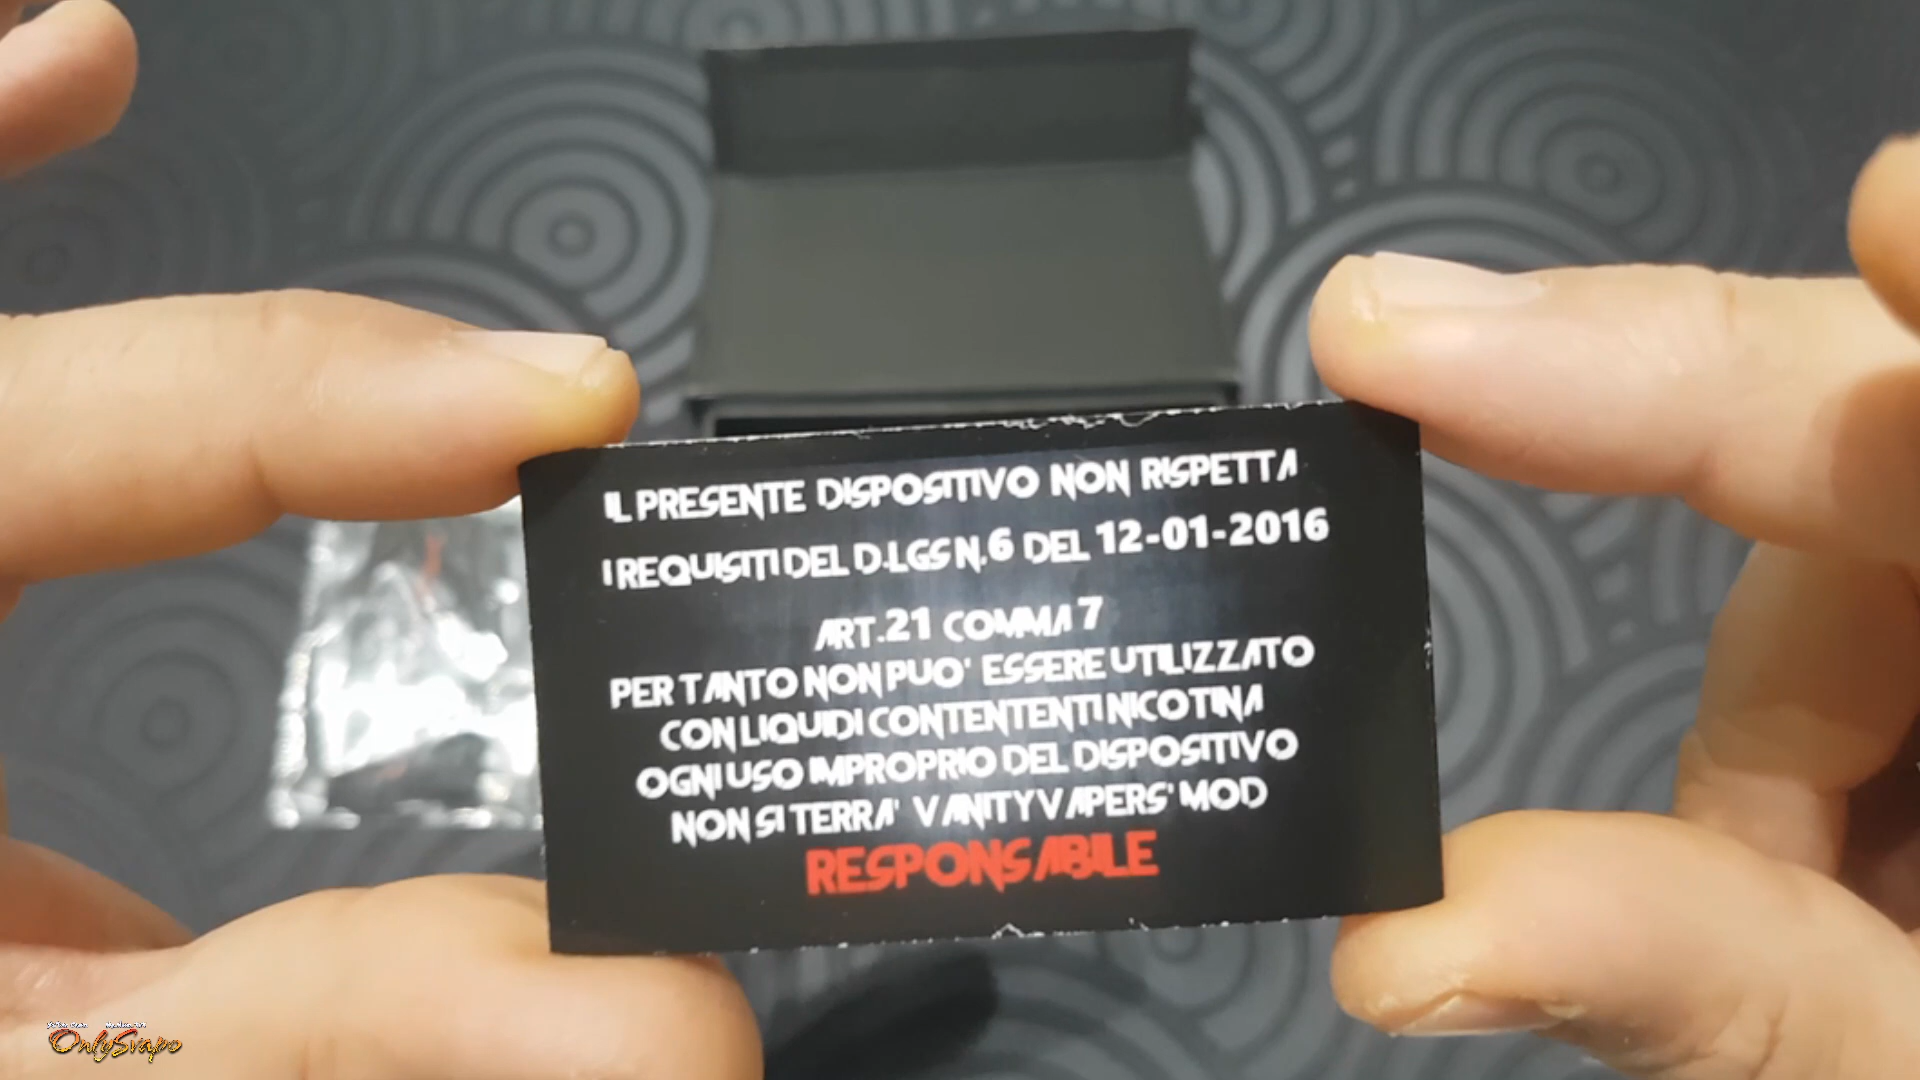 IL PRESENTE DISPOSITIVO NON RISPETTA
I REQUISITI DEL D.LGS N.6 DEL 12-01-2016
ART.21 COMMA 7
PER TANTO NON PUO' ESSERE UTILIZZATO
CON LIQUIDI CONTENTENTI NICOTINA
OGNI USO IMPROPRIO DEL DISPOSITIVO
NON SI TERRA' VANITYVAPERS' MOD
RESPONSABILE
OnlySvapo